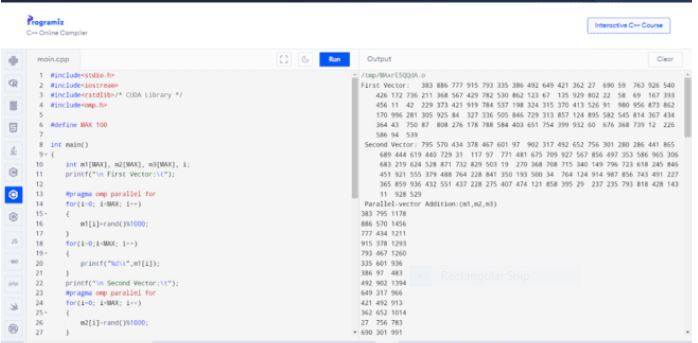 Programiz
C++ Online Compiler
Interactive C++ Course
main.cpp
Run
Output
Clear
1 #include<stdio.h>
2 #include<iostream>
3 #include<cstdlib>/* CUDA Library */
4 #include<omp.h>
5
6 #define MAX 100
7
8 int main()
9- {
10 int m1[MAX], m2[MAX], m3[MAX], i;
11 printf("\n First Vector:\t");
12
13 #pragma omp parallel for
14 for(i=0; i<MAX; i++)
15- {
16 m1[i]=rand()%1000;
17 }
18 for(i=0;i<MAX; i++)
19- {
20 printf("%d\t",m1[i]);
21 }
22 printf("\n Second Vector:\t");
23 #pragma omp parallel for
24 for(i=0; i<MAX; i++)
25- {
26 m2[i]=rand()%1000;
27 }
/tmp/MAxrESQQdA.o
First Vector: 383 886 777 915 793 335 386 492 649 421 362 27 690 59 763 926 540
426 172 736 211 368 567 429 782 530 862 123 67 135 929 802 22 58 69 167 393
456 11 42 229 373 421 919 784 537 198 324 315 370 413 526 91 980 956 873 862
170 996 281 305 925 84 327 336 505 846 729 313 857 124 895 582 545 814 367 434
364 43 750 87 808 276 178 788 584 403 651 754 399 932 60 676 368 739 12 226
586 94 539
Second Vector: 795 570 434 378 467 601 97 902 317 492 652 756 301 280 286 441 865
689 444 619 440 729 31 117 97 771 481 675 709 927 567 856 497 353 586 965 306
683 219 624 528 871 732 829 503 19 270 368 708 715 340 149 796 723 618 245 846
451 921 555 379 488 764 228 841 350 193 500 34 764 124 914 987 856 743 491 227
365 859 936 432 551 437 228 275 407 474 121 858 395 29 237 235 793 818 428 143
11 928 529
Parallel-vector Addition:(m1,m2,m3)
383 795 1178
886 570 1456
777 434 1211
915 378 1293
793 467 1260
335 601 936
386 97 483
492 902 1394
649 317 966
421 492 913
362 652 1014
27 756 783
690 301 991
Rectangular Snip